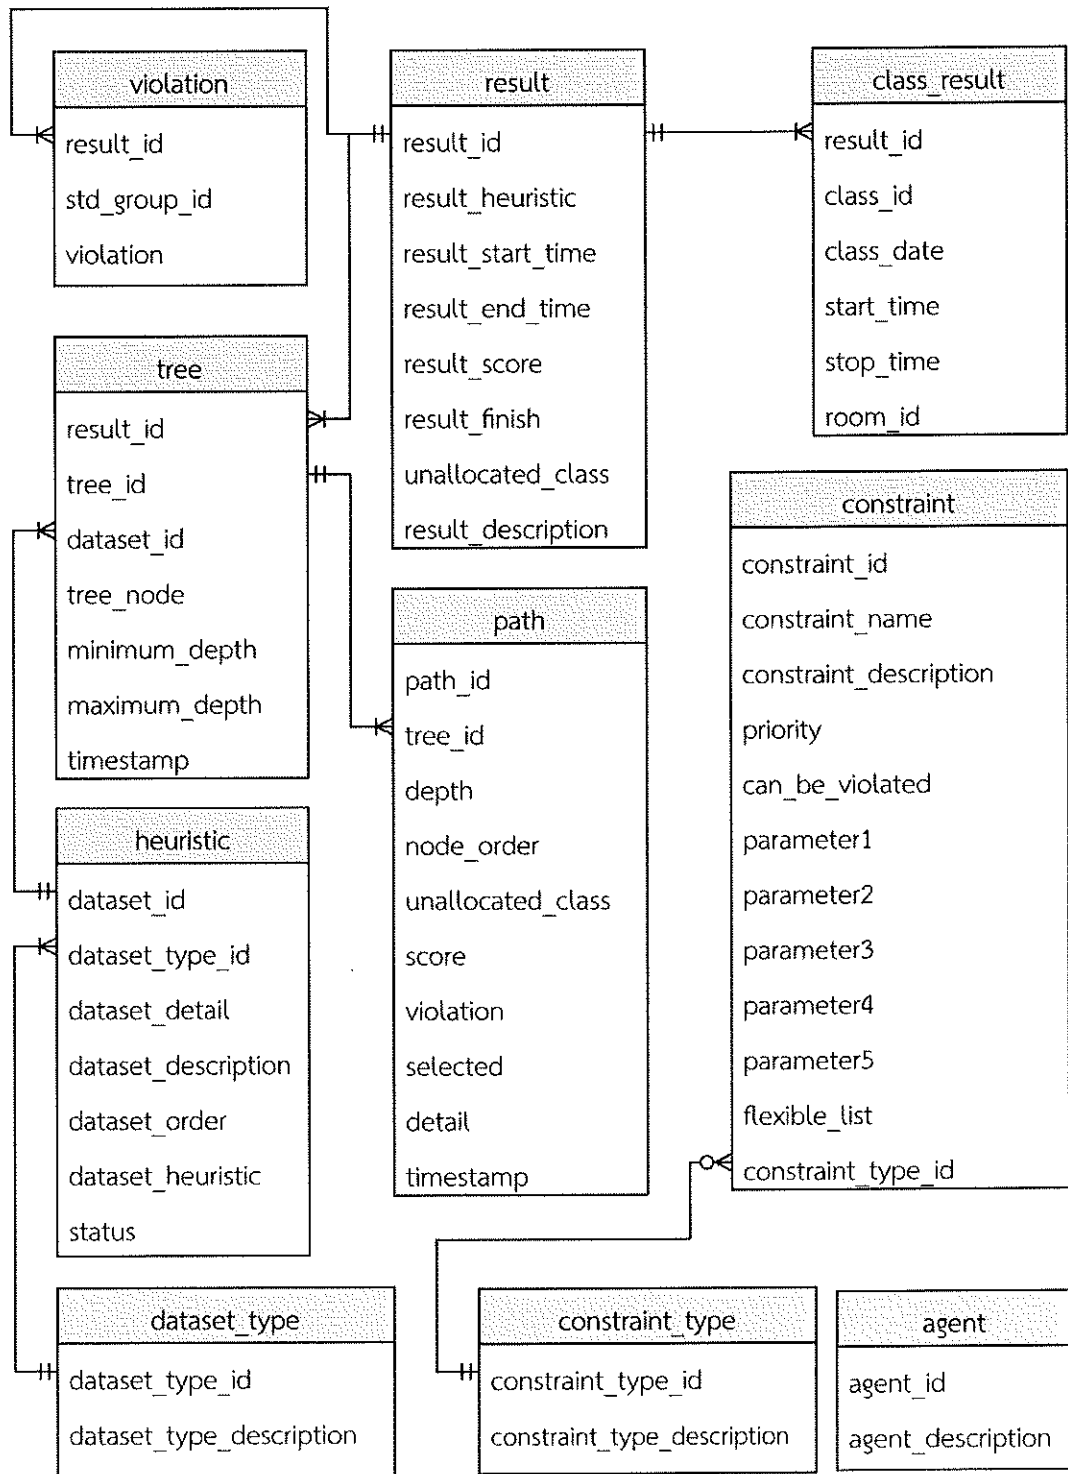 violation
result_id
std_group_id
violation
result
result_id
result_heuristic
result_start_time
result_end_time
result_score
result_finish
unallocated_class
result_description
class_result
result_id
class_id
class_date
start_time
stop_time
room_id
tree
result_id
tree_id
dataset_id
tree_node
minimum_depth
maximum_depth
timestamp
path
path_id
tree_id
depth
node_order
unallocated_class
score
violation
selected
detail
timestamp
constraint
constraint_id
constraint_name
constraint_description
priority
can_be_violated
parameter1
parameter2
parameter3
parameter4
parameter5
flexible_list
constraint_type_id
heuristic
dataset_id
dataset_type_id
dataset_detail
dataset_description
dataset_order
dataset_heuristic
status
dataset_type
dataset_type_id
dataset_type_description
constraint_type
constraint_type_id
constraint_type_description
agent
agent_id
agent_description